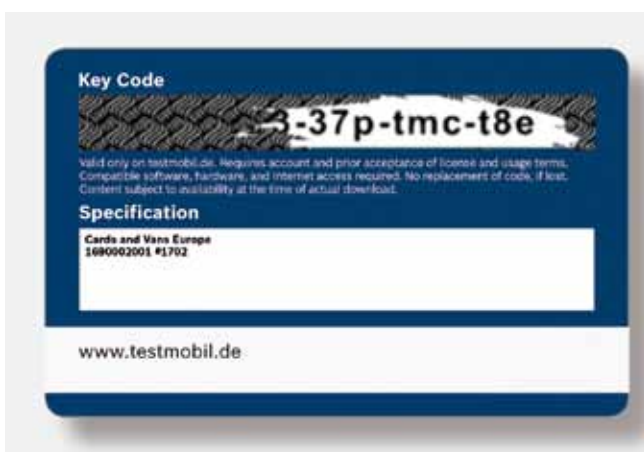 Key Code
3-37p-tmc-t8e
Valid only on testmobil.de. Requires account and prior acceptance of license and usage terms.
Compatible software, hardware, and internet access required. No replacement of code, if lost.
Content subject to availability at the time of actual download.
Specification
Cards and Vans Europe
1690002001 #1702
www.testmobil.de